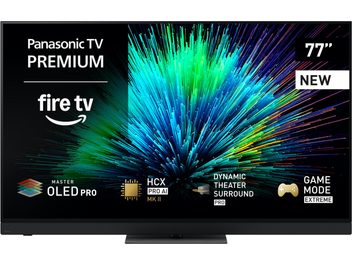 Panasonic TV
PREMIUM
fire tv
77"
NEW
MASTER
OLED PRO
HCX
PRO AI
MK II
DYNAMIC
THEATER
SURROUND
PRO
GAME
MODE
EXTREME